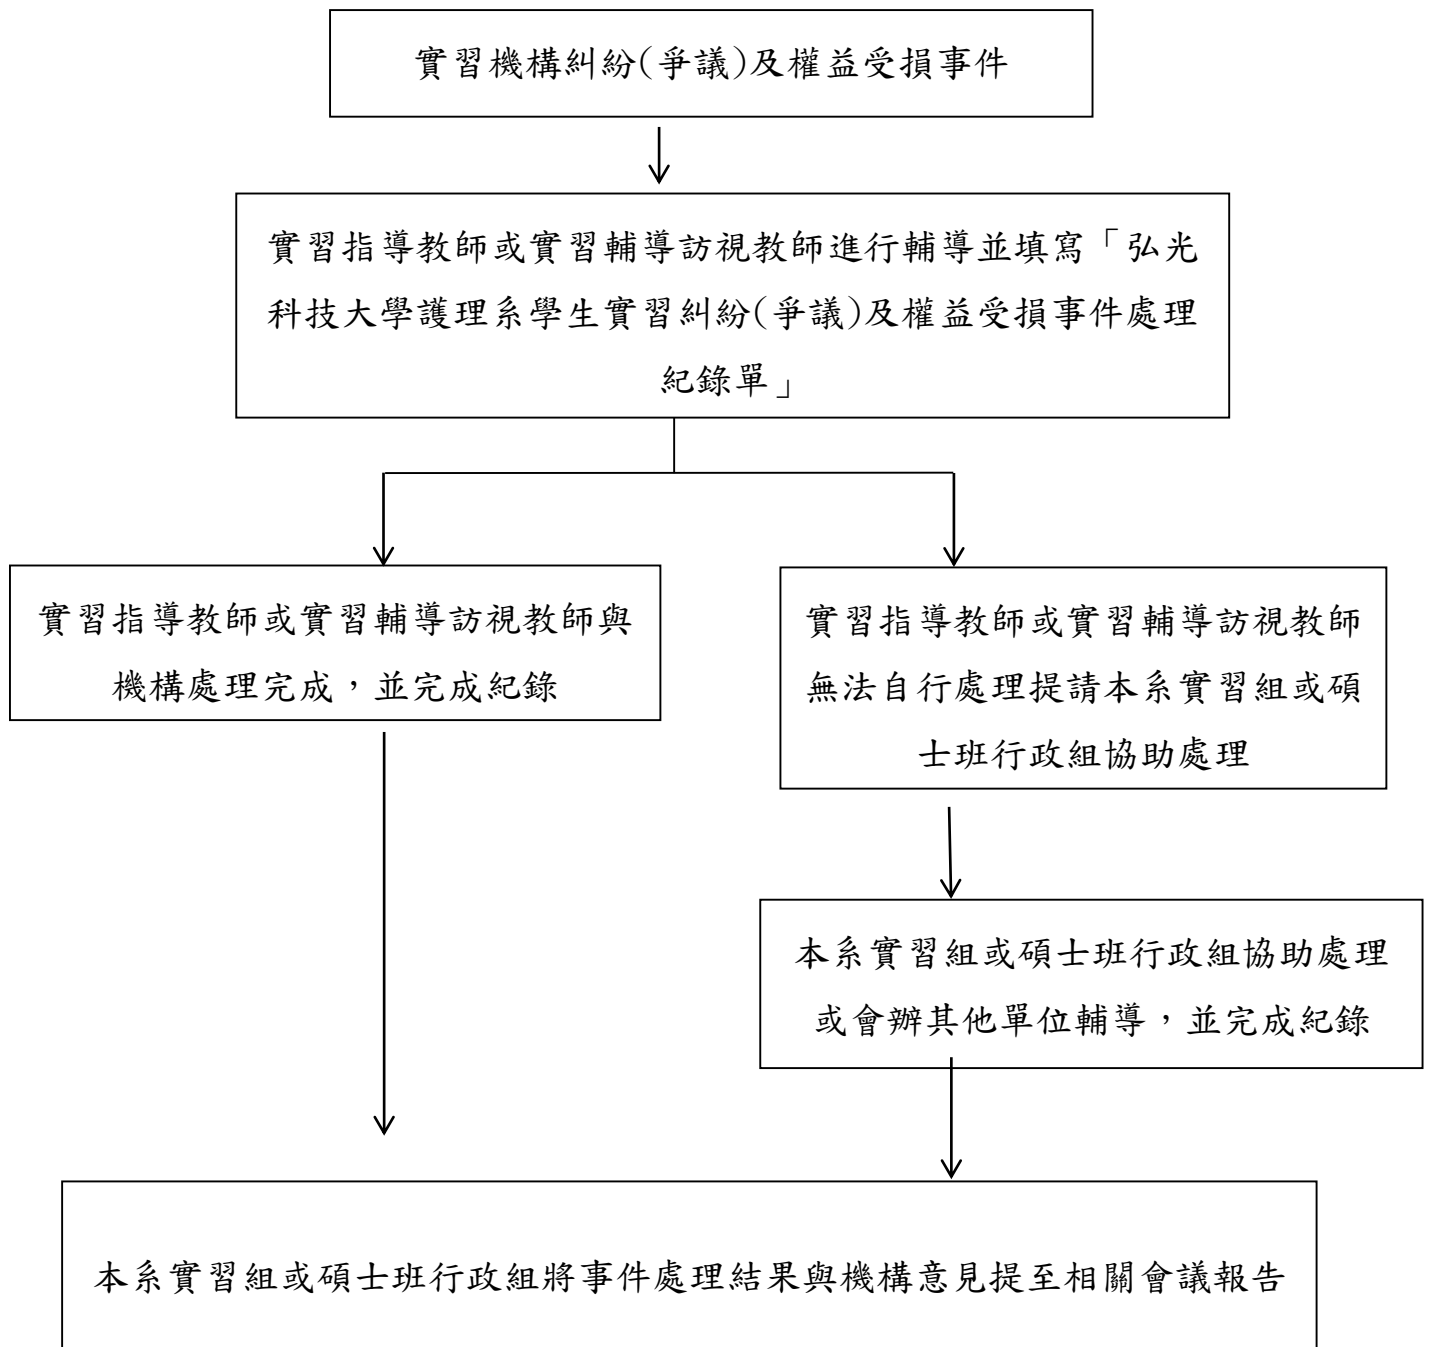 實習機構糾紛(爭議)及權益受損事件
實習指導教師或實習輔導訪視教師進行輔導並填寫「弘光
科技大學護理系學生實習糾紛(爭議)及權益受損事件處理
紀錄單」
實習指導教師或實習輔導訪視教師與
機構處理完成，並完成紀錄
實習指導教師或實習輔導訪視教師
無法自行處理提請本系實習組或碩
士班行政組協助處理
本系實習組或碩士班行政組協助處理
或會辦其他單位輔導，並完成紀錄
本系實習組或碩士班行政組將事件處理結果與機構意見提至相關會議報告